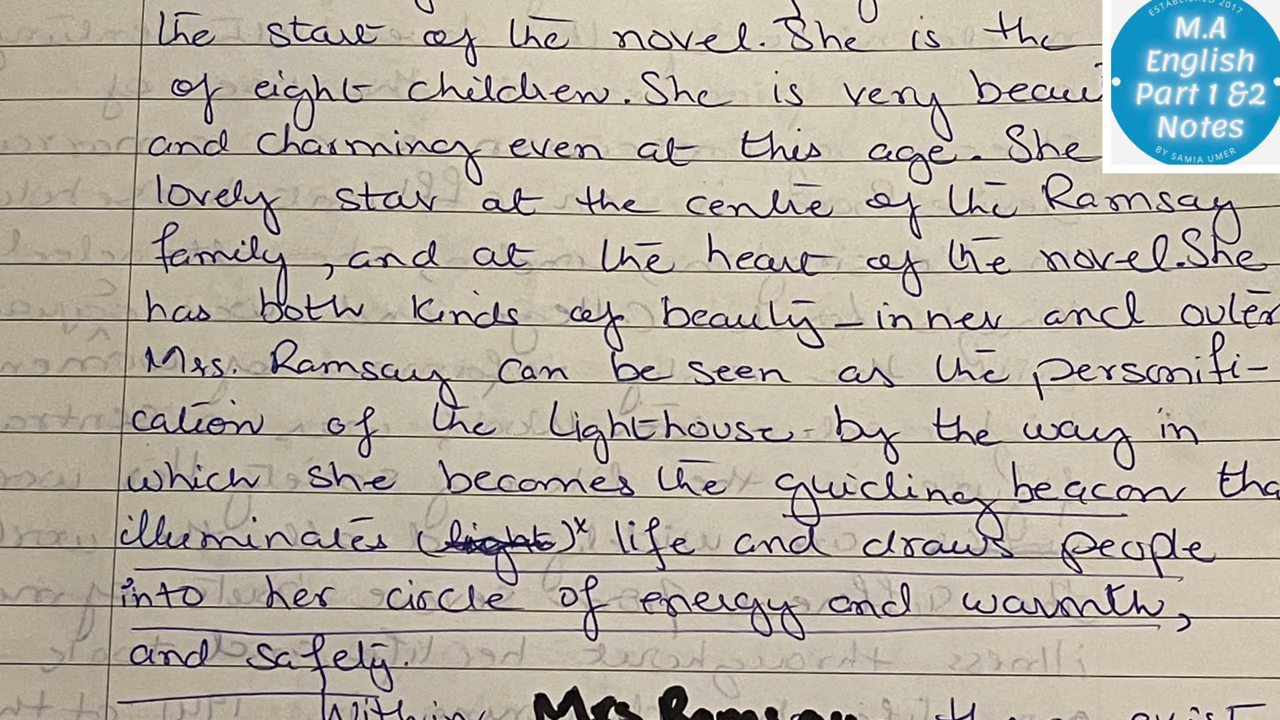 the start of the novel. She is the
of eight children. She is very beau
and charming even at this age. She
lovely star at the centre of the Ramsay
family, and at the heart of the novel. She
has both kinds of beauty - inner and outer
Mrs. Ramsay can be seen as the personifi-
cation of the lighthouse by the way in
which she becomes the guiding beacon tha
illuminates (light)* life and draws people
into her circle of energy and warmth,
and safety.
Within Mrs Ramsay
ESTABLISHED 2017
M.A
English
Part 1 &2
Notes
BY SAMIA UMER